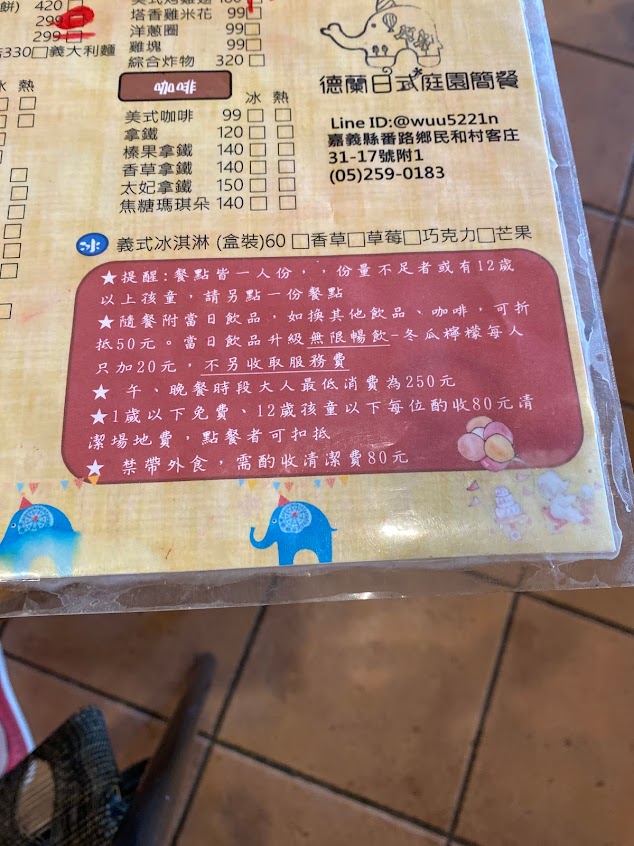 餅) 420
299
299
330 義大利麵
塔香雞米花 99
洋蔥圈 99
雞塊 99
綜合炸物 320
冰 熱
咖啡
冰 熱
美式咖啡 99
拿鐵 120
榛果拿鐵 140
香草拿鐵 140
太妃拿鐵 150
焦糖瑪琪朵 140
德蘭日式庭園簡餐
Line ID:@wuu5221n
嘉義縣番路鄉民和村客庄
31-17號附1
(05)259-0183
冰 義式冰淇淋 (盒裝)60 □香草□草莓□巧克力□芒果
★提醒:餐點皆一人份，，份量不足者或有12歲
以上孩童，請另點一份餐點
★隨餐附當日飲品，如換其他飲品、咖啡，可折
抵50元。當日飲品升級無限暢飲-冬瓜檸檬每人
只加20元，不另收取服務費
★ 午、晚餐時段大人最低消費為250元
★1歲以下免費、12歲孩童以下每位酌收80元清
潔場地費，點餐者可扣抵
★ 禁帶外食，需酌收清潔費80元